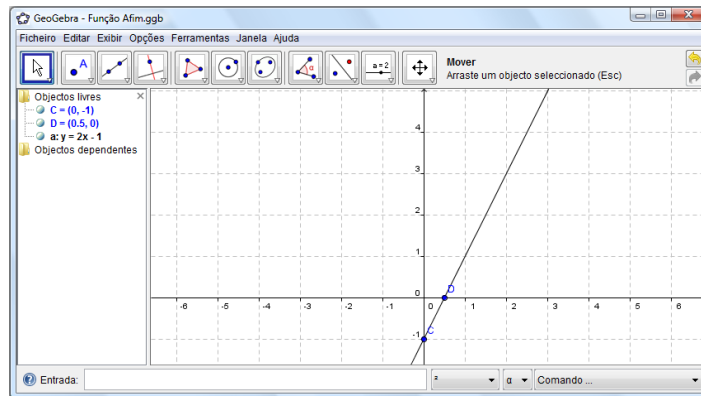 GeoGebra - Função Afim.ggb
Ficheiro Editar Exibir Opções Ferramentas Janela Ajuda
A
α
a=2
Mover
Arraste um objecto seleccionado (Esc)
Objectos livres
C = (0, -1)
D = (0.5, 0)
a: y = 2x - 1
Objectos dependentes
4
3
2
1
0
-1
-6 -5 -4 -3 -2 -1 0 1 2 3 4 5 6
D
C
Entrada:
²
α
Comando ...